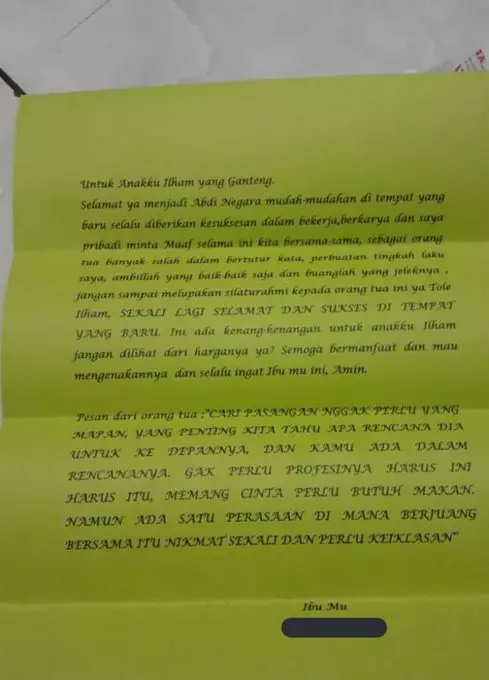 Untuk Anakku Ilham yang Ganteng.
Selamat ya menjadi Abdi Negara mudah-mudahan di tempat yang
baru selalu diberikan kesuksesan dalam bekerja,berkarya dan saya
pribadi minta Maaf selama ini kita bersama-sama, sebagai orang
tua banyak salah dalam bertutur kata, perbuatan tingkah laku
saya, ambillah yang baik-baik saja dan buanglah yang jeleknya ,
jangan sampai melupakan silaturahmi kepada orang tua ini ya Tole
Ilham, SEKALI LAGI SELAMAT DAN SUKSES DI TEMPAT
YANG BARU. Ini ada kenang-kenangan untuk anakku Ilham
jangan dilihat dari harganya ya? Semoga bermanfaat dan mau
mengenakannya dan selalu ingat Ibu mu ini, Amin.
Pesan dari orang tua :"CARI PASANGAN NGGAK PERLU YANG
MAPAN, YANG PENTING KITA TAHU APA RENCANA DIA
UNTUK KE DEPANNYA, DAN KAMU ADA DALAM
RENCANANYA. GAK PERLU PROFESINYA HARUS INI
HARUS ITU, MEMANG CINTA PERLU BUTUH MAKAN.
NAMUN ADA SATU PERASAAN DI MANA BERJUANG
BERSAMA ITU NIKMAT SEKALI DAN PERLU KEIKLASAN"
Ibu Mu